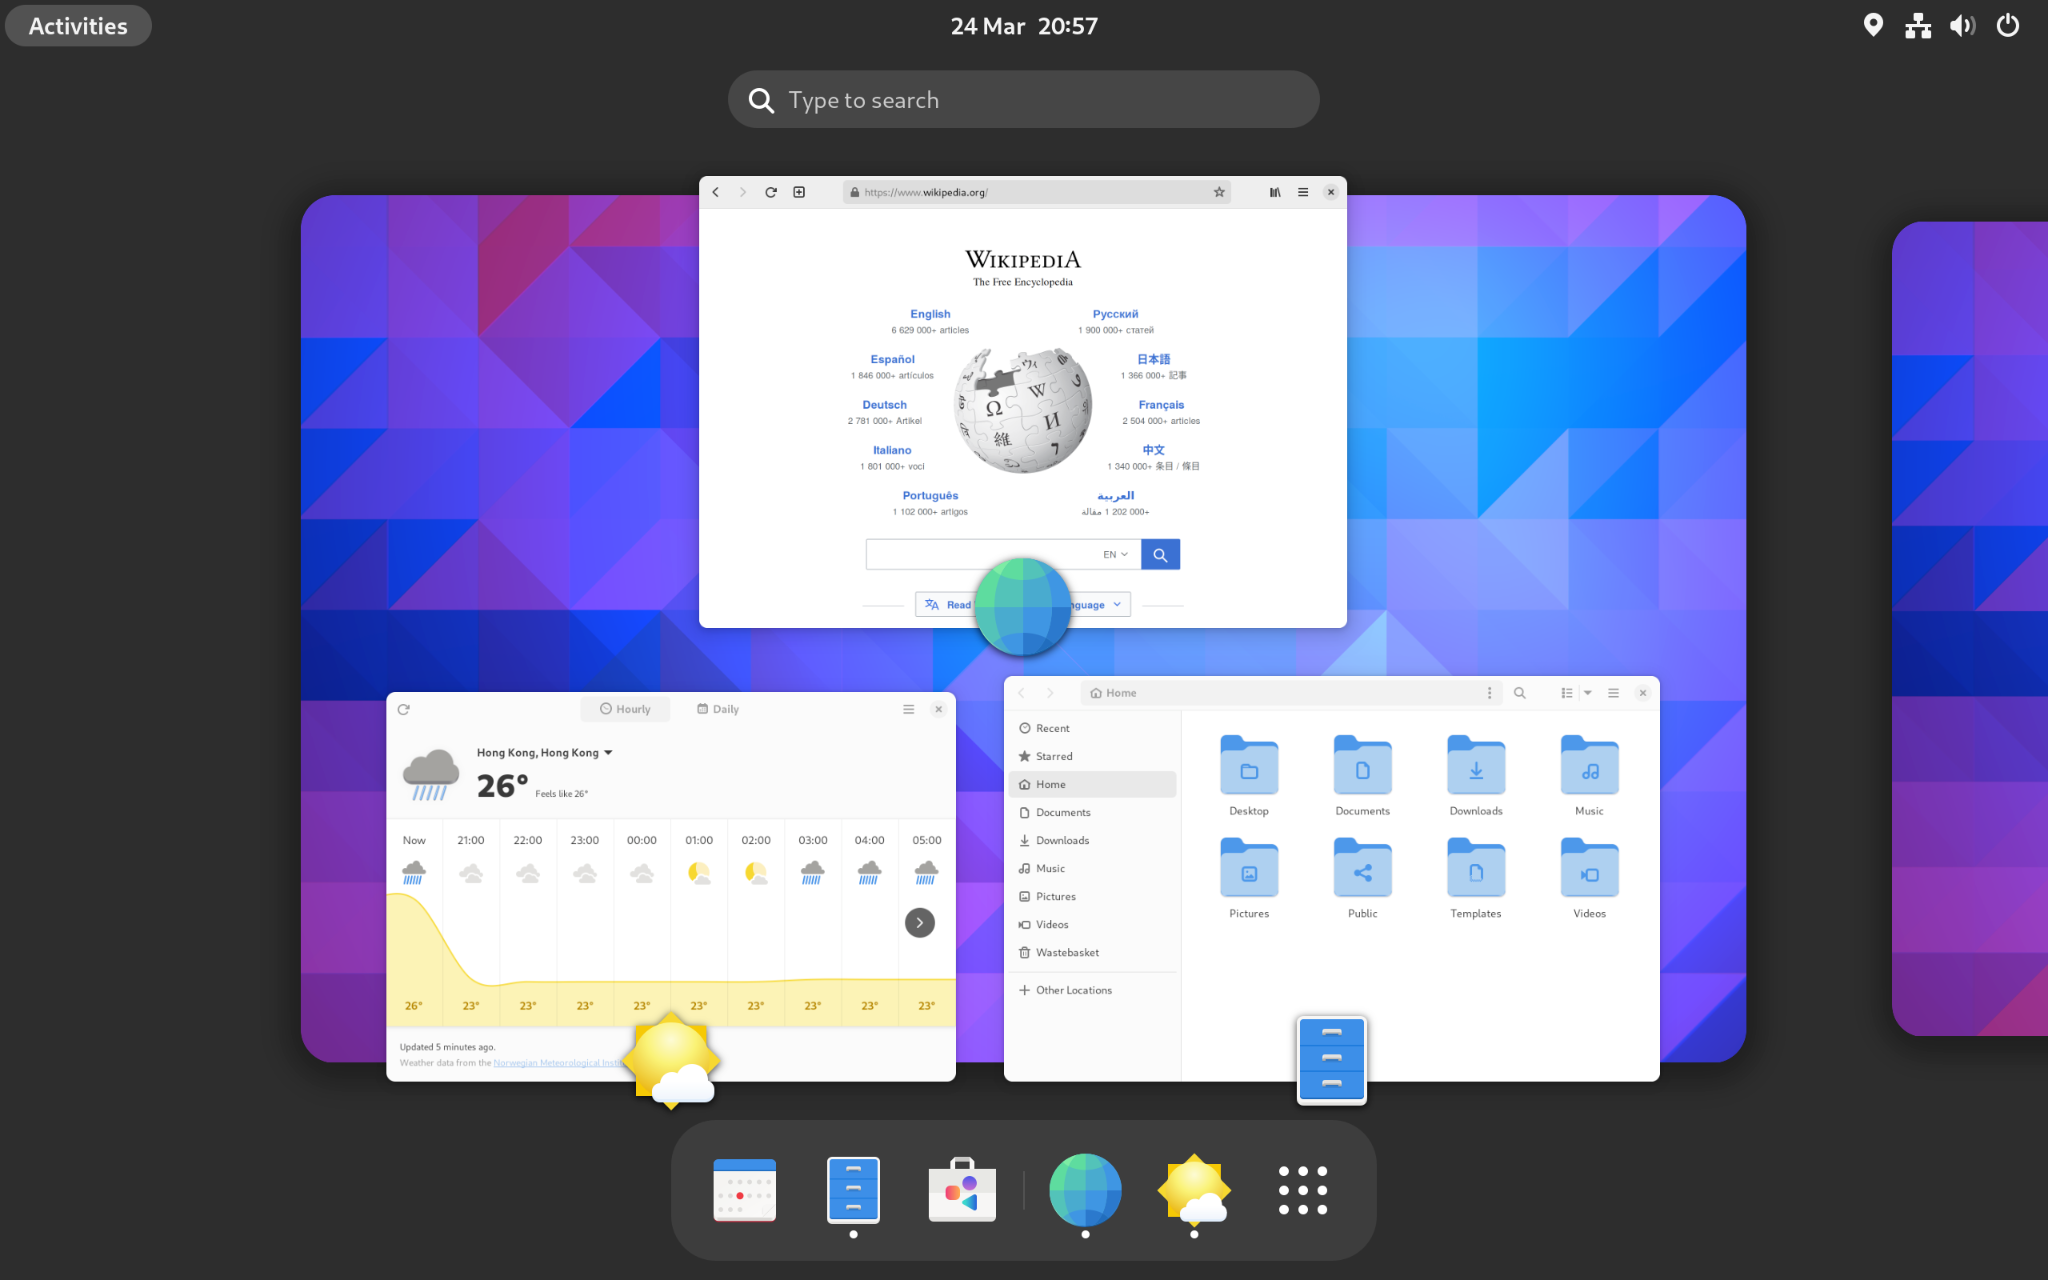 Activities
24 Mar 20:57
Type to search
https://www.wikipedia.org/
WIKIPEDIA
The Free Encyclopedia
English
6 629 000+ articles
Русский
1 900 000+ статей
Español
1 846 000+ artículos
日本語
1 366 000+ 記事
Deutsch
2 781 000+ Artikel
Français
2 504 000+ articles
Italiano
1 801 000+ voci
中文
1 340 000+ 条目 / 條目
Português
1 102 000+ artigos
العربية
1 202 000+ مقالة
Ω W И 維 7
EN
Read
nguage
Hourly
Daily
Hong Kong, Hong Kong
26°
Feels like 26°
Now 21:00 22:00 23:00 00:00 01:00 02:00 03:00 04:00 05:00
26° 23° 23° 23° 23° 23° 23° 23° 23° 23°
Updated 5 minutes ago.
Weather data from the Norwegian Meteorological Insti
Home
Recent
Starred
Home
Documents
Downloads
Music
Pictures
Videos
Wastebasket
Other Locations
Desktop
Documents
Downloads
Music
Pictures
Public
Templates
Videos